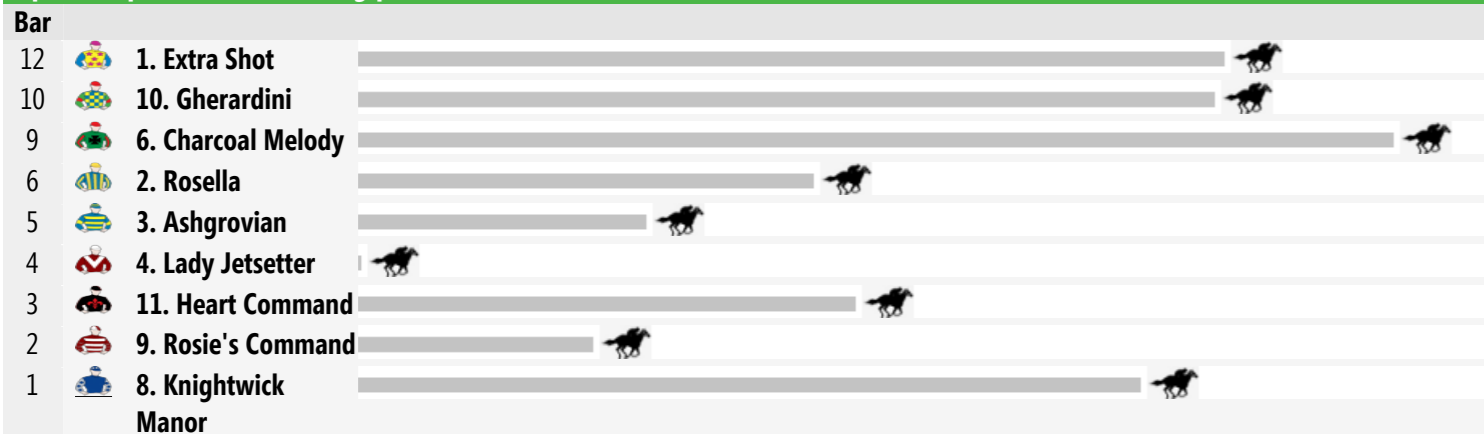 Bar
12 1. Extra Shot
10 10. Gherardini
9 6. Charcoal Melody
6 2. Rosella
5 3. Ashgrovian
4 4. Lady Jetsetter
3 11. Heart Command
2 9. Rosie's Command
1 8. Knightwick
Manor